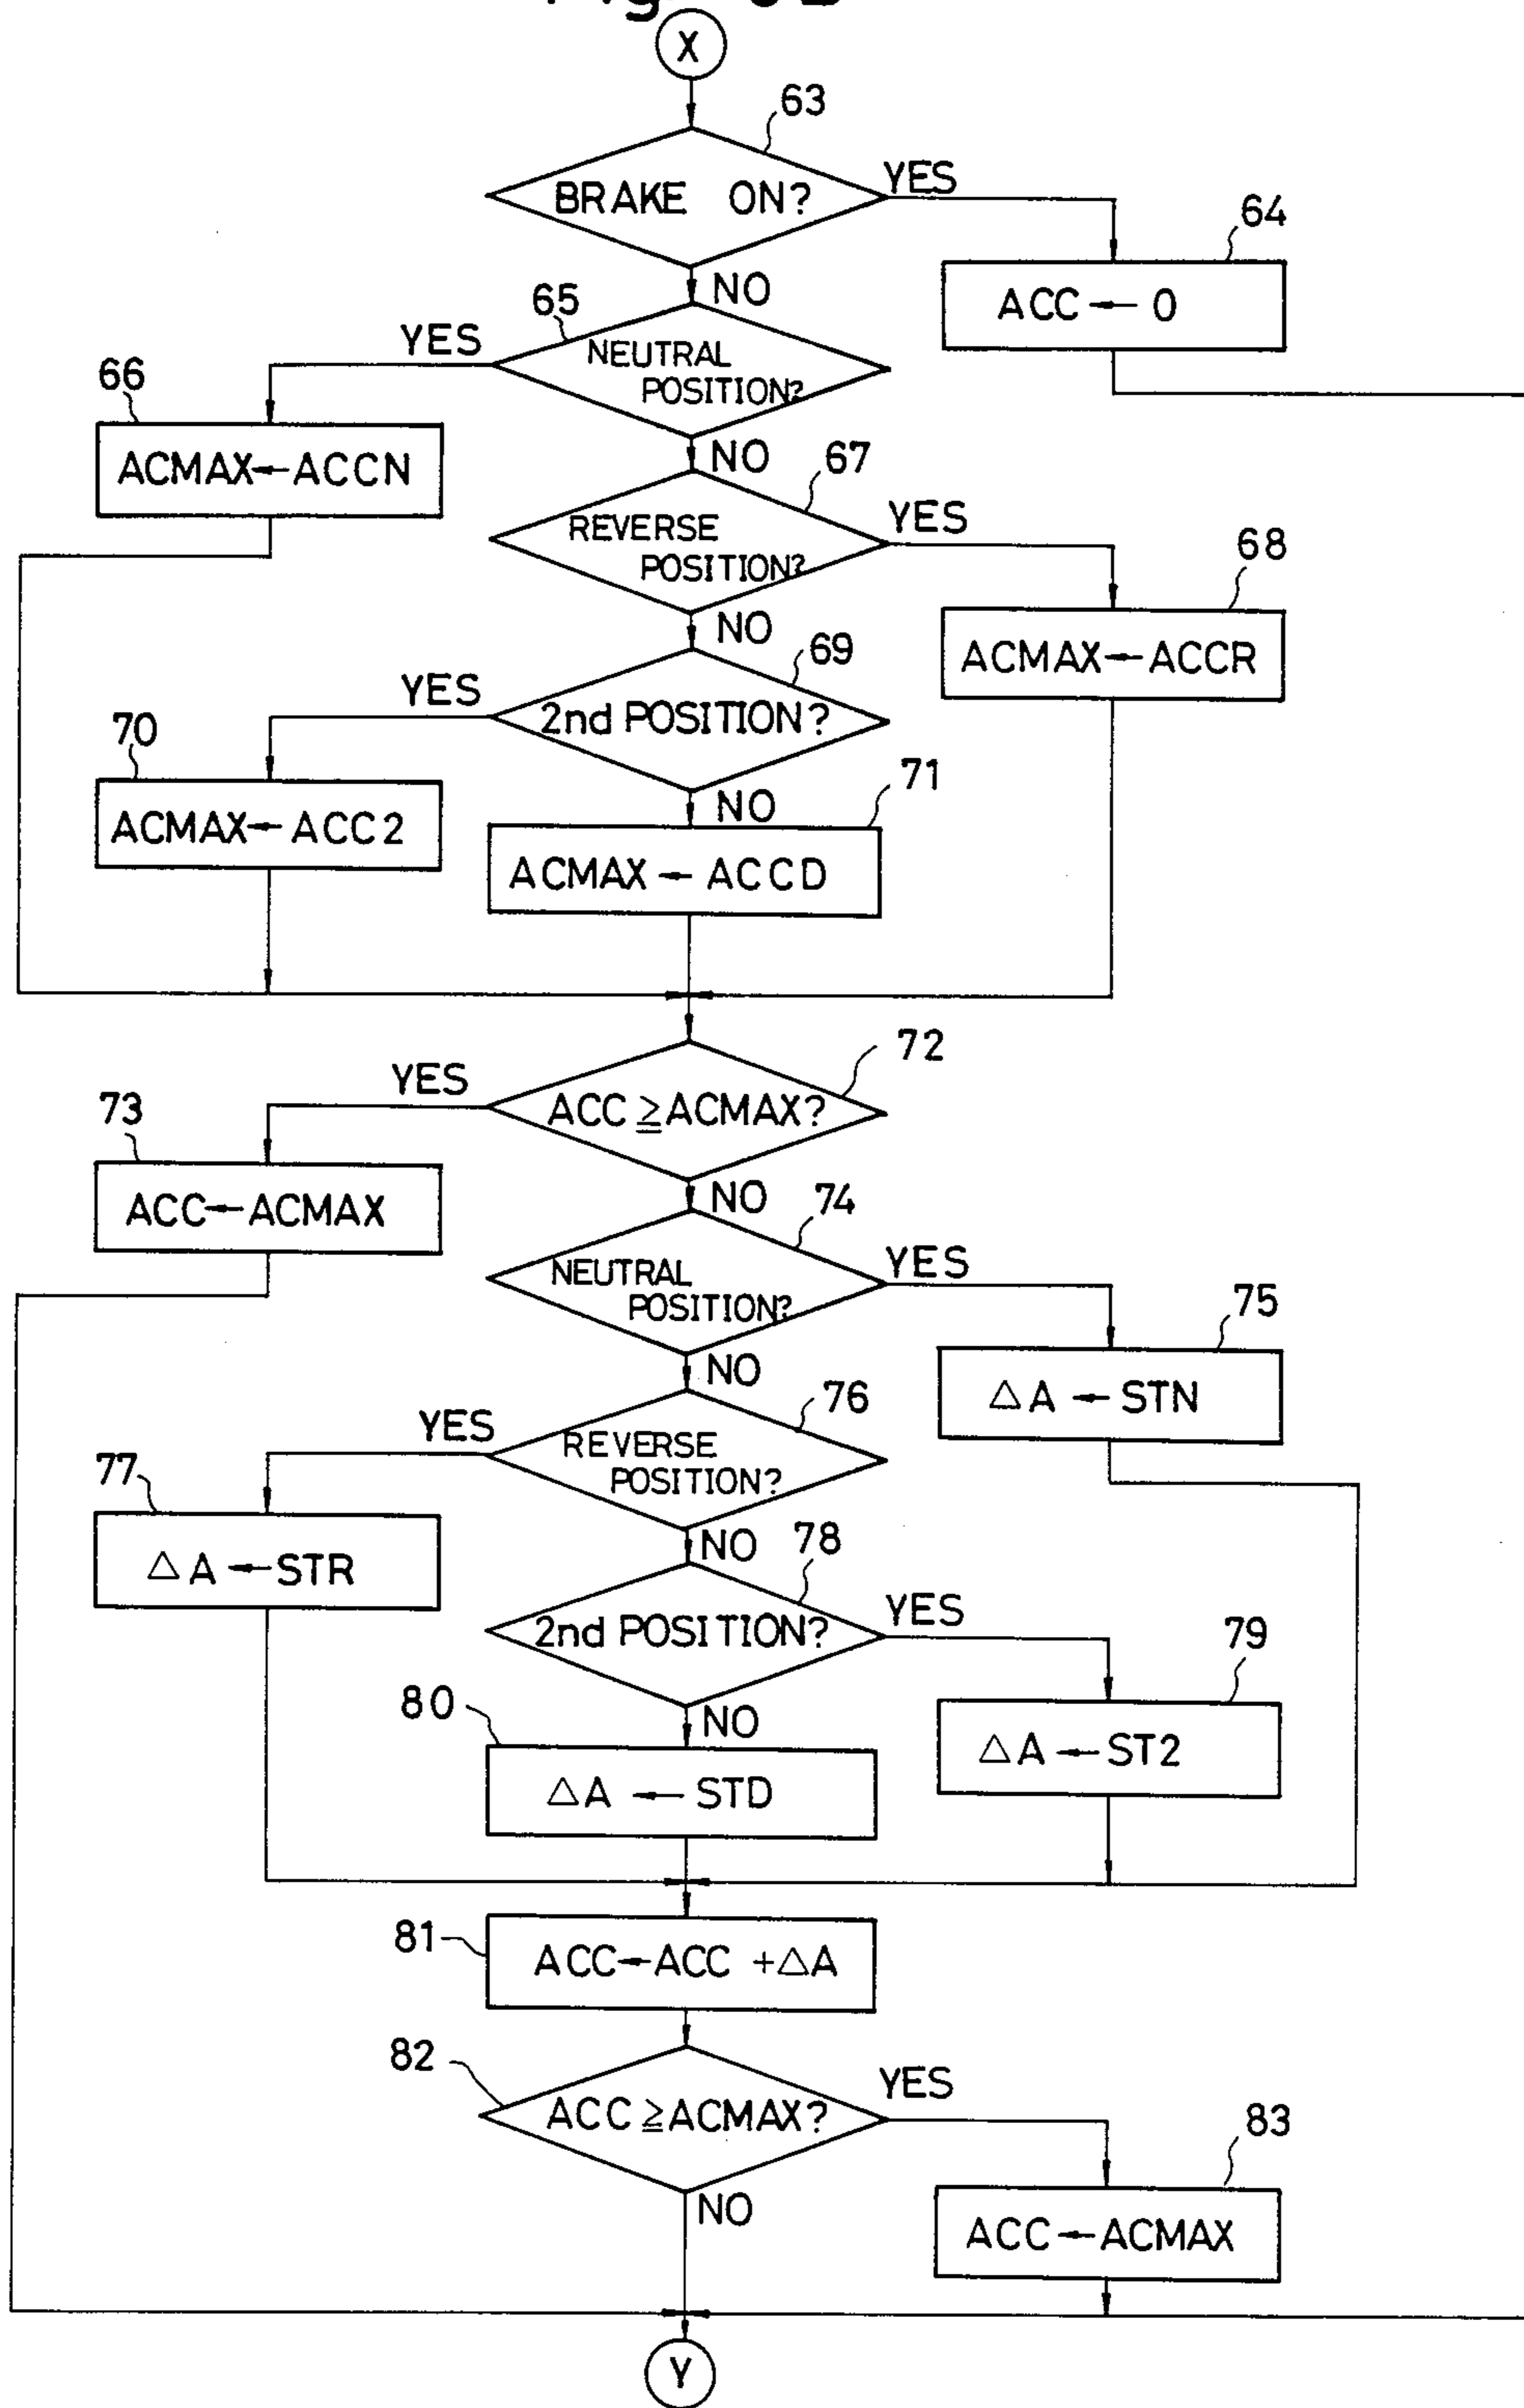 X
63
BRAKE ON?
YES
64
ACC ← 0
NO
65
YES
NEUTRAL
POSITION?
66
ACMAX←ACCN
NO
67
REVERSE
POSITION?
YES
68
ACMAX←ACCR
NO
69
YES
2nd POSITION?
70
ACMAX← ACC2
NO
71
ACMAX ← ACCD
72
YES
ACC ≧ ACMAX?
73
ACC←ACMAX
NO
74
NEUTRAL
POSITION?
YES
75
△A ← STN
NO
76
YES
REVERSE
POSITION?
77
△A ← STR
NO
78
2nd POSITION?
YES
79
△A ← ST2
80
NO
△A ← STD
81
ACC←ACC +△A
82
ACC ≧ ACMAX?
YES
83
ACC ← ACMAX
NO
Y